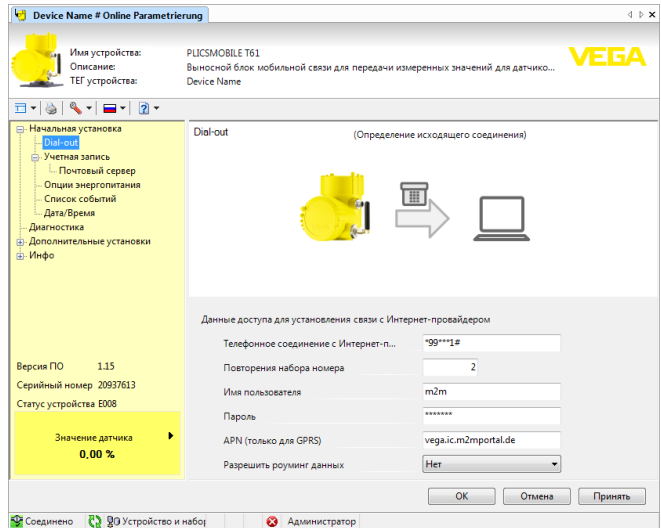 Device Name # Online Parametrierung
Имя устройства: PLICSMOBILE T61
Описание: Выносной блок мобильной связи для передачи измеренных значений для датчико...
ТЕГ устройства: Device Name
VEGA
Начальная установка
Dial-out
Учетная запись
Почтовый сервер
Опции энергопитания
Список событий
Дата/Время
Диагностика
Дополнительные установки
Инфо
Версия ПО 1.15
Серийный номер 20937613
Статус устройства E008
Значение датчика
0,00 %
Dial-out (Определение исходящего соединения)
Данные доступа для установления связи с Интернет-провайдером
Телефонное соединение с Интернет-п... *99***1#
Повторения набора номера 2
Имя пользователя m2m
Пароль *******
APN (только для GPRS) vega.ic.m2mportal.de
Разрешить роуминг данных Нет
OK Отмена Принять
Соединено Устройство и набор Администратор